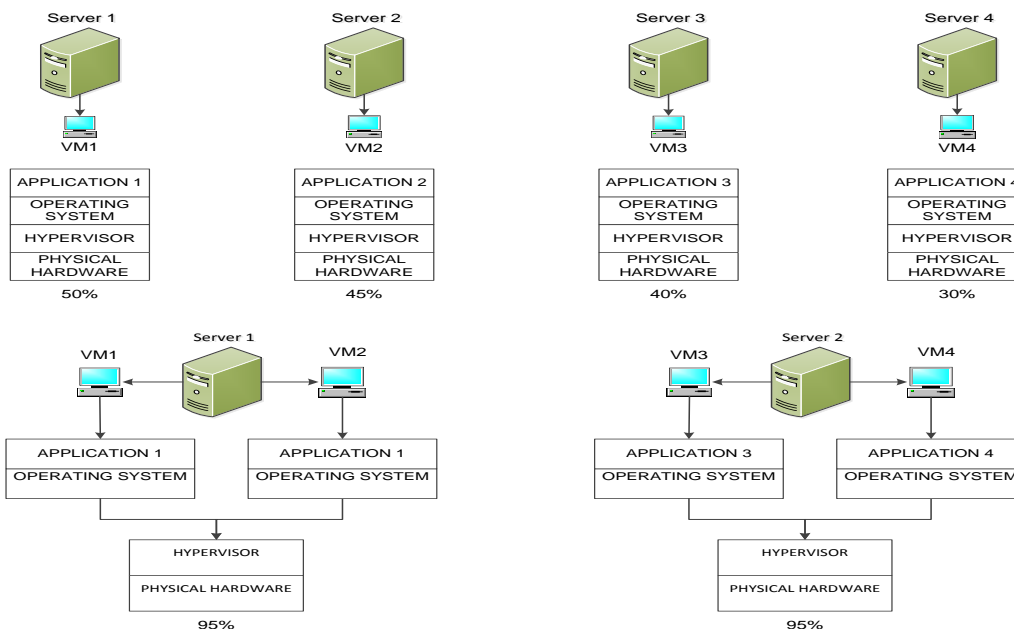 Server 1
Server 2
Server 3
Server 4
VM1
VM2
VM3
VM4
APPLICATION 1
OPERATING
SYSTEM
HYPERVISOR
PHYSICAL
HARDWARE
50%
APPLICATION 2
OPERATING
SYSTEM
HYPERVISOR
PHYSICAL
HARDWARE
45%
APPLICATION 3
OPERATING
SYSTEM
HYPERVISOR
PHYSICAL
HARDWARE
40%
APPLICATION 4
OPERATING
SYSTEM
HYPERVISOR
PHYSICAL
HARDWARE
30%
VM1
Server 1
VM2
APPLICATION 1
OPERATING SYSTEM
APPLICATION 1
OPERATING SYSTEM
HYPERVISOR
PHYSICAL HARDWARE
95%
VM3
Server 2
VM4
APPLICATION 3
OPERATING SYSTEM
APPLICATION 4
OPERATING SYSTEM
HYPERVISOR
PHYSICAL HARDWARE
95%